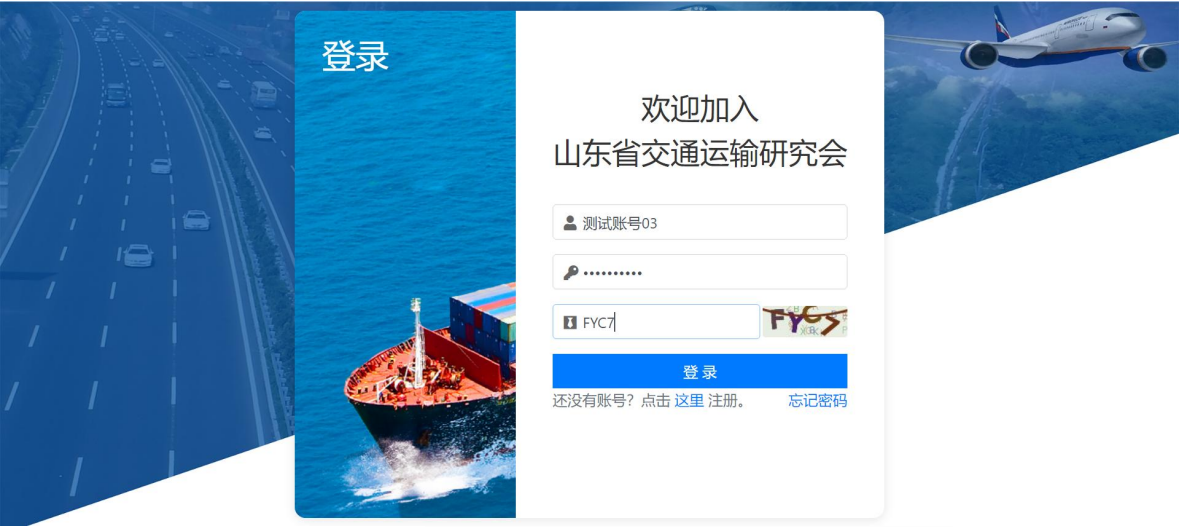 登录
欢迎加入
山东省交通运输研究会
测试账号03
••••••••••
FYC7
登 录
还没有账号？点击 这里 注册。 忘记密码